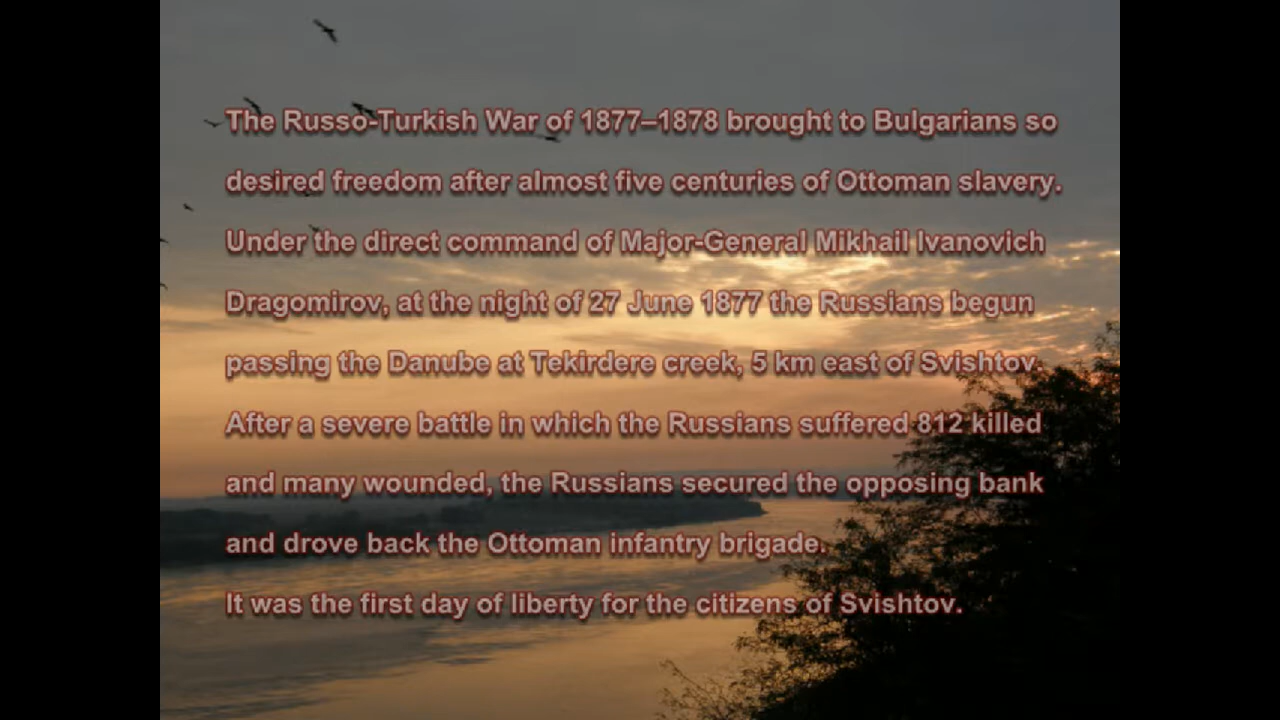 The Russo-Turkish War of 1877–1878 brought to Bulgarians so
desired freedom after almost five centuries of Ottoman slavery.
Under the direct command of Major-General Mikhail Ivanovich
Dragomirov, at the night of 27 June 1877 the Russians begun
passing the Danube at Tekirdere creek, 5 km east of Svishtov.
After a severe battle in which the Russians suffered 812 killed
and many wounded, the Russians secured the opposing bank
and drove back the Ottoman infantry brigade.
It was the first day of liberty for the citizens of Svishtov.